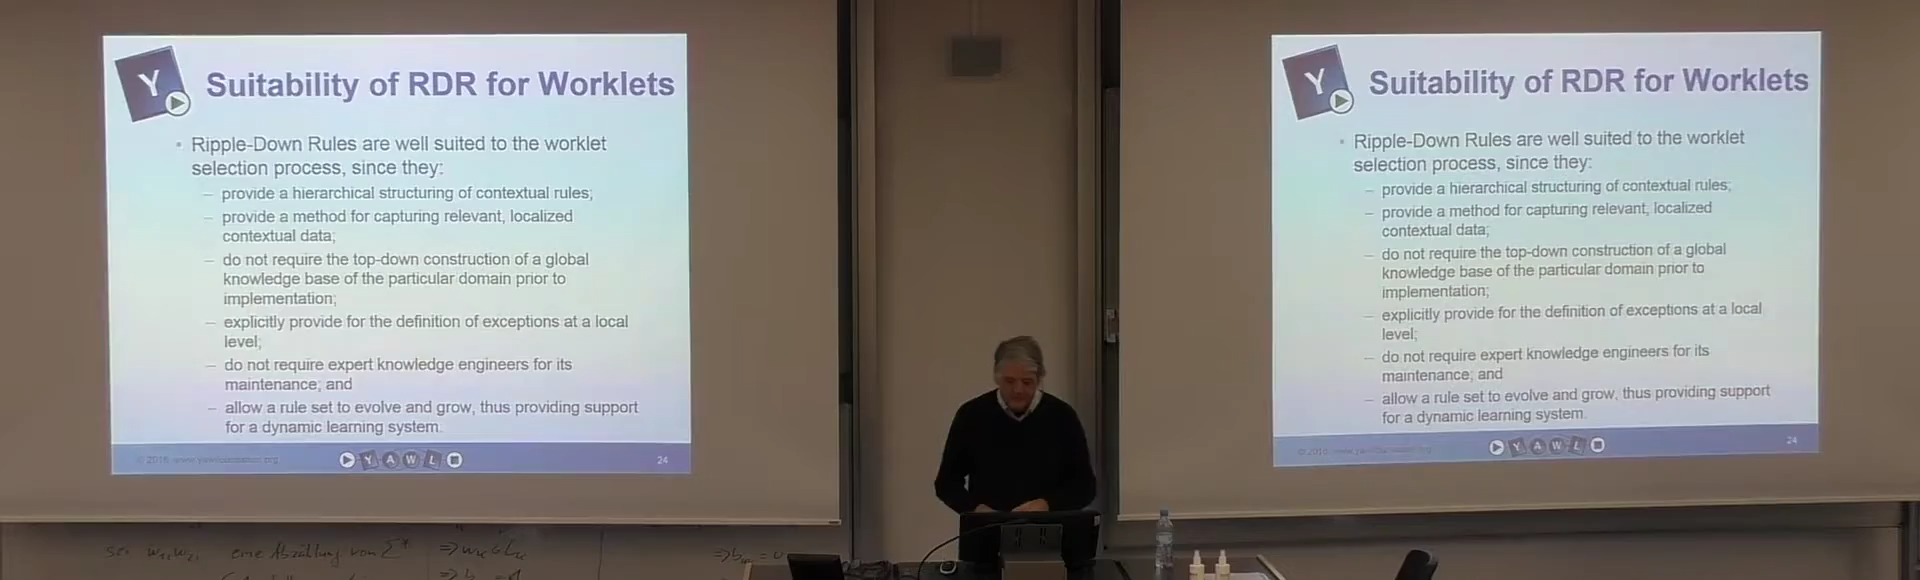 Y
Suitability of RDR for Worklets
• Ripple-Down Rules are well suited to the worklet
selection process, since they:
– provide a hierarchical structuring of contextual rules;
– provide a method for capturing relevant, localized
contextual data;
– do not require the top-down construction of a global
knowledge base of the particular domain prior to
implementation;
– explicitly provide for the definition of exceptions at a local
level;
– do not require expert knowledge engineers for its
maintenance; and
– allow a rule set to evolve and grow, thus providing support
for a dynamic learning system.
Y A W L
24
Y
Suitability of RDR for Worklets
• Ripple-Down Rules are well suited to the worklet
selection process, since they:
– provide a hierarchical structuring of contextual rules;
– provide a method for capturing relevant, localized
contextual data;
– do not require the top-down construction of a global
knowledge base of the particular domain prior to
implementation;
– explicitly provide for the definition of exceptions at a local
level;
– do not require expert knowledge engineers for its
maintenance; and
– allow a rule set to evolve and grow, thus providing support
for a dynamic learning system.
Y A W L
24
eine Abzählung von Σ*